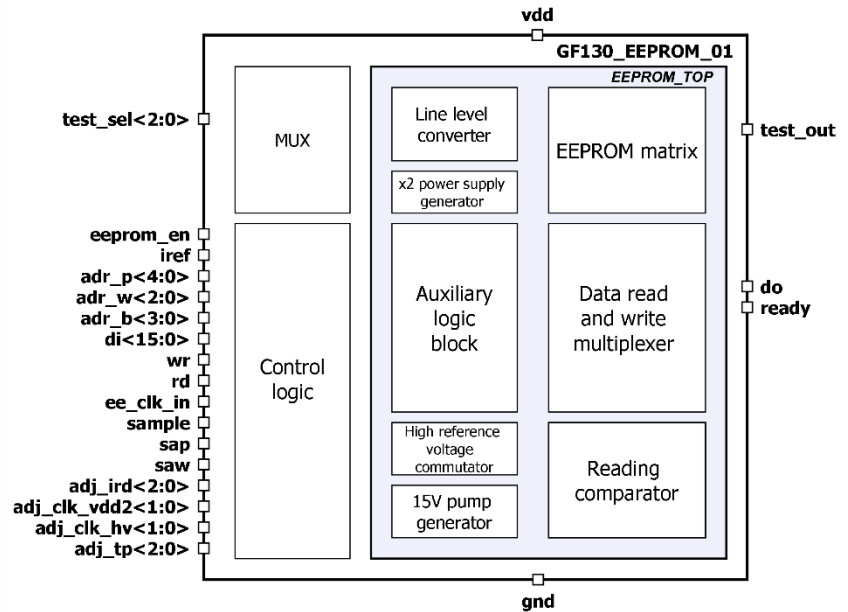 vdd
GF130_EEPROM_01
EEPROM_TOP
test_sel<2:0>
MUX
Line level
converter
x2 power supply
generator
EEPROM matrix
test_out
eeprom_en
iref
adr_p<4:0>
adr_w<2:0>
adr_b<3:0>
di<15:0>
wr
rd
ee_clk_in
sample
sap
saw
adj_ird<2:0>
adj_clk_vdd2<1:0>
adj_clk_hv<1:0>
adj_tp<2:0>
Control
logic
Auxiliary
logic
block
Data read
and write
multiplexer
do
ready
High reference
voltage
commutator
15V pump
generator
Reading
comparator
gnd